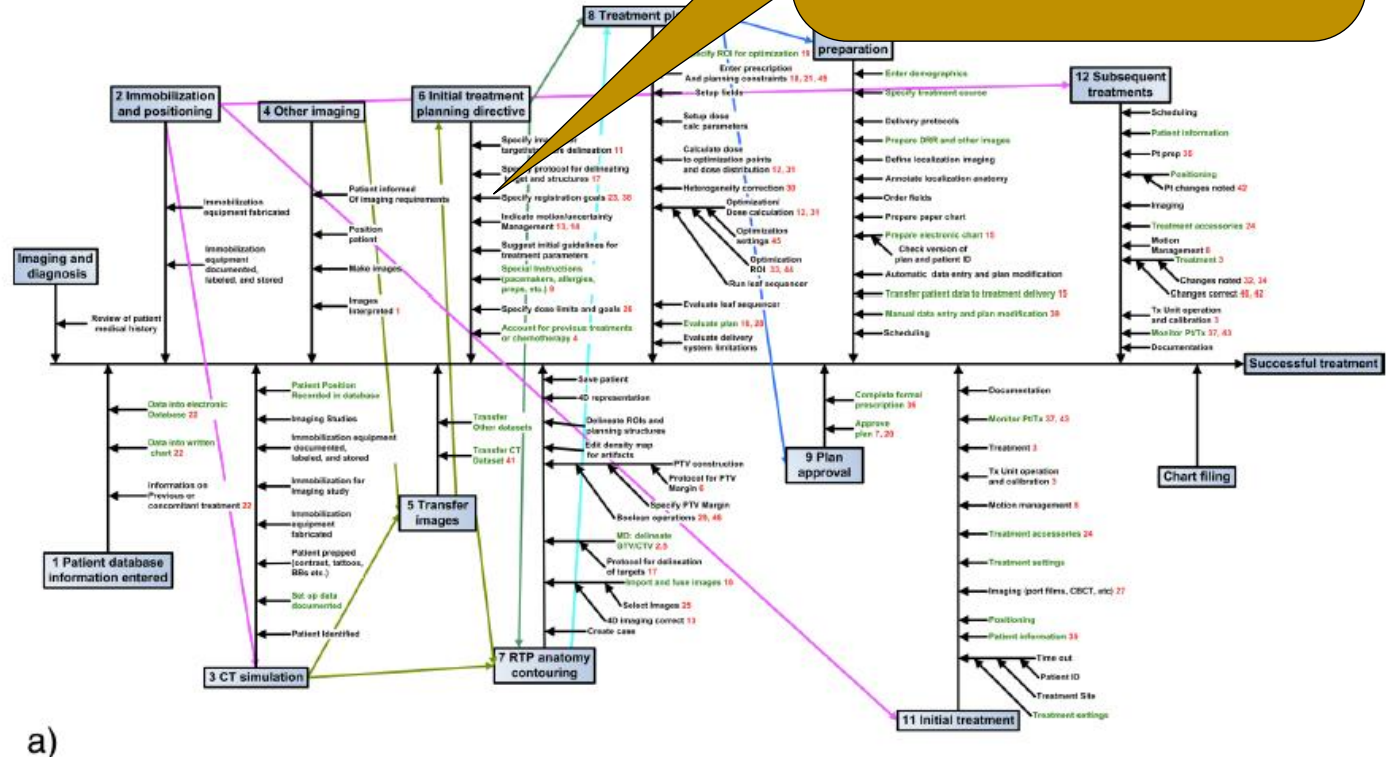 8 Treatment pl
preparation
2 Immobilization
and positioning
4 Other imaging
6 Initial treatment
planning directive
12 Subsequent
treatments
Imaging and
diagnosis
Review of patient
medical history
Immobilization
equipment fabricated
Immobilization
equipment
documented,
labeled, and stored
Patient informed
Of imaging requirements
Position
patient
Make images
Images
Interpreted 1
target/structure delineation 11
Specify protocol for delineating
target and structures 17
Specify registration goals 23, 38
Indicate motion/uncertainty
Management 13, 14
Suggest initial guidelines for
treatment parameters
Special Instructions
(pacemakers, allergies,
preps, etc.) 9
Specify dose limits and goals 26
Account for previous treatments
or chemotherapy 4
ecify ROI for optimization 19
Enter prescription
And planning constraints 18, 21, 49
Setup fields
Setup dose
calc parameters
Calculate dose
to optimization points
and dose distribution 12, 31
Heterogeneity correction 30
Optimization/
Dose calculation 12, 31
Optimization
settings 45
Optimization
ROI 33, 44
Run leaf sequencer
Evaluate leaf sequencer
Evaluate plan 16, 20
Evaluate delivery
system limitations
Enter demographics
Specify treatment course
Delivery protocols
Prepare DRR and other images
Define localization imaging
Annotate localization anatomy
Order fields
Prepare paper chart
Prepare electronic chart 15
Check version of
plan and patient ID
Automatic data entry and plan modification
Transfer patient data to treatment delivery 15
Manual data entry and plan modification 39
Scheduling
Scheduling
Patient information
Pt prep 35
Positioning
Pt changes noted 42
Imaging
Treatment accessories 24
Motion
Management 8
Treatment 3
Changes noted 32, 34
Changes correct 40, 42
Tx Unit operation
and calibration 3
Monitor Pt/Tx 37, 43
Documentation
Successful treatment
Data into electronic
Database 22
Data into written
chart 22
Information on
Previous or
concomitant treatment 22
1 Patient database
information entered
Patient Position
Recorded in database
Imaging Studies
Immobilization equipment
documented,
labeled, and stored
Immobilization for
Imaging study
Immobilization
equipment
fabricated
Patient prepped
(contrast, tattoos,
BBs etc.)
Set up data
documented
Patient Identified
3 CT simulation
Transfer
Other datasets
Transfer CT
Dataset 41
5 Transfer
images
Save patient
4D representation
Delineate ROIs and
planning structures
Edit density map
for artifacts
PTV construction
Protocol for PTV
Margin 6
Specify PTV Margin
Boolean operations 29, 46
MD: delineate
GTV/CTV 2,5
Protocol for delineation
of targets 17
Import and fuse images 10
Select Images 25
4D imaging correct 13
Create case
7 RTP anatomy
contouring
Complete formal
prescription 36
Approve
plan 7, 20
9 Plan
approval
Documentation
Monitor Pt/Tx 37, 43
Treatment 3
Tx Unit operation
and calibration 3
Motion management 8
Treatment accessories 24
Treatment settings
Imaging (port films, CBCT, etc) 27
Positioning
Patient information 35
Time out
Patient ID
Treatment Site
Treatment settings
11 Initial treatment
Chart filing
a)